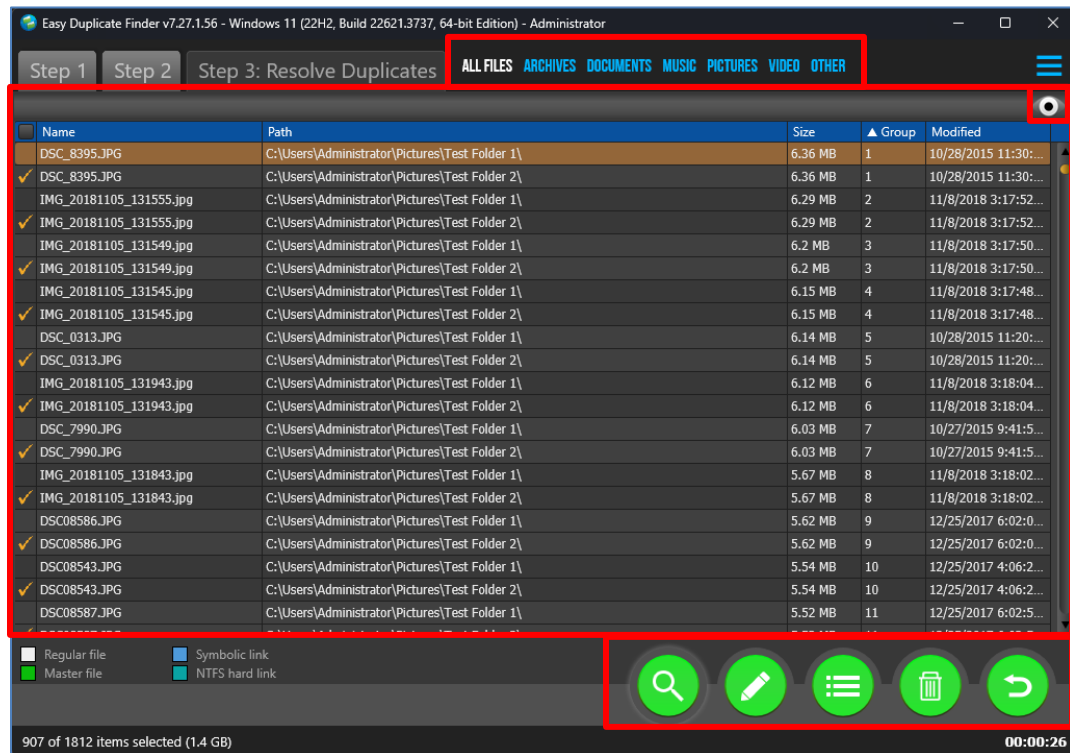 Easy Duplicate Finder v7.27.1.56 - Windows 11 (22H2, Build 22621.3737, 64-bit Edition) - Administrator
Step 1 Step 2 Step 3: Resolve Duplicates ALL FILES ARCHIVES DOCUMENTS MUSIC PICTURES VIDEO OTHER
Name Path Size ▲ Group Modified
DSC_8395.JPG C:\Users\Administrator\Pictures\Test Folder 1\ 6.36 MB 1 10/28/2015 11:30:...
DSC_8395.JPG C:\Users\Administrator\Pictures\Test Folder 2\ 6.36 MB 1 10/28/2015 11:30:...
IMG_20181105_131555.jpg C:\Users\Administrator\Pictures\Test Folder 1\ 6.29 MB 2 11/8/2018 3:17:52...
IMG_20181105_131555.jpg C:\Users\Administrator\Pictures\Test Folder 2\ 6.29 MB 2 11/8/2018 3:17:52...
IMG_20181105_131549.jpg C:\Users\Administrator\Pictures\Test Folder 1\ 6.2 MB 3 11/8/2018 3:17:50...
IMG_20181105_131549.jpg C:\Users\Administrator\Pictures\Test Folder 2\ 6.2 MB 3 11/8/2018 3:17:50...
IMG_20181105_131545.jpg C:\Users\Administrator\Pictures\Test Folder 1\ 6.15 MB 4 11/8/2018 3:17:48...
IMG_20181105_131545.jpg C:\Users\Administrator\Pictures\Test Folder 2\ 6.15 MB 4 11/8/2018 3:17:48...
DSC_0313.JPG C:\Users\Administrator\Pictures\Test Folder 1\ 6.14 MB 5 10/28/2015 11:20:...
DSC_0313.JPG C:\Users\Administrator\Pictures\Test Folder 2\ 6.14 MB 5 10/28/2015 11:20:...
IMG_20181105_131943.jpg C:\Users\Administrator\Pictures\Test Folder 1\ 6.12 MB 6 11/8/2018 3:18:04...
IMG_20181105_131943.jpg C:\Users\Administrator\Pictures\Test Folder 2\ 6.12 MB 6 11/8/2018 3:18:04...
DSC_7990.JPG C:\Users\Administrator\Pictures\Test Folder 1\ 6.03 MB 7 10/27/2015 9:41:5...
DSC_7990.JPG C:\Users\Administrator\Pictures\Test Folder 2\ 6.03 MB 7 10/27/2015 9:41:5...
IMG_20181105_131843.jpg C:\Users\Administrator\Pictures\Test Folder 1\ 5.67 MB 8 11/8/2018 3:18:02...
IMG_20181105_131843.jpg C:\Users\Administrator\Pictures\Test Folder 2\ 5.67 MB 8 11/8/2018 3:18:02...
DSC08586.JPG C:\Users\Administrator\Pictures\Test Folder 1\ 5.62 MB 9 12/25/2017 6:02:0...
DSC08586.JPG C:\Users\Administrator\Pictures\Test Folder 2\ 5.62 MB 9 12/25/2017 6:02:0...
DSC08543.JPG C:\Users\Administrator\Pictures\Test Folder 1\ 5.54 MB 10 12/25/2017 4:06:2...
DSC08543.JPG C:\Users\Administrator\Pictures\Test Folder 2\ 5.54 MB 10 12/25/2017 4:06:2...
DSC08587.JPG C:\Users\Administrator\Pictures\Test Folder 1\ 5.52 MB 11 12/25/2017 6:02:5...
Regular file Symbolic link
Master file NTFS hard link
907 of 1812 items selected (1.4 GB) 00:00:26